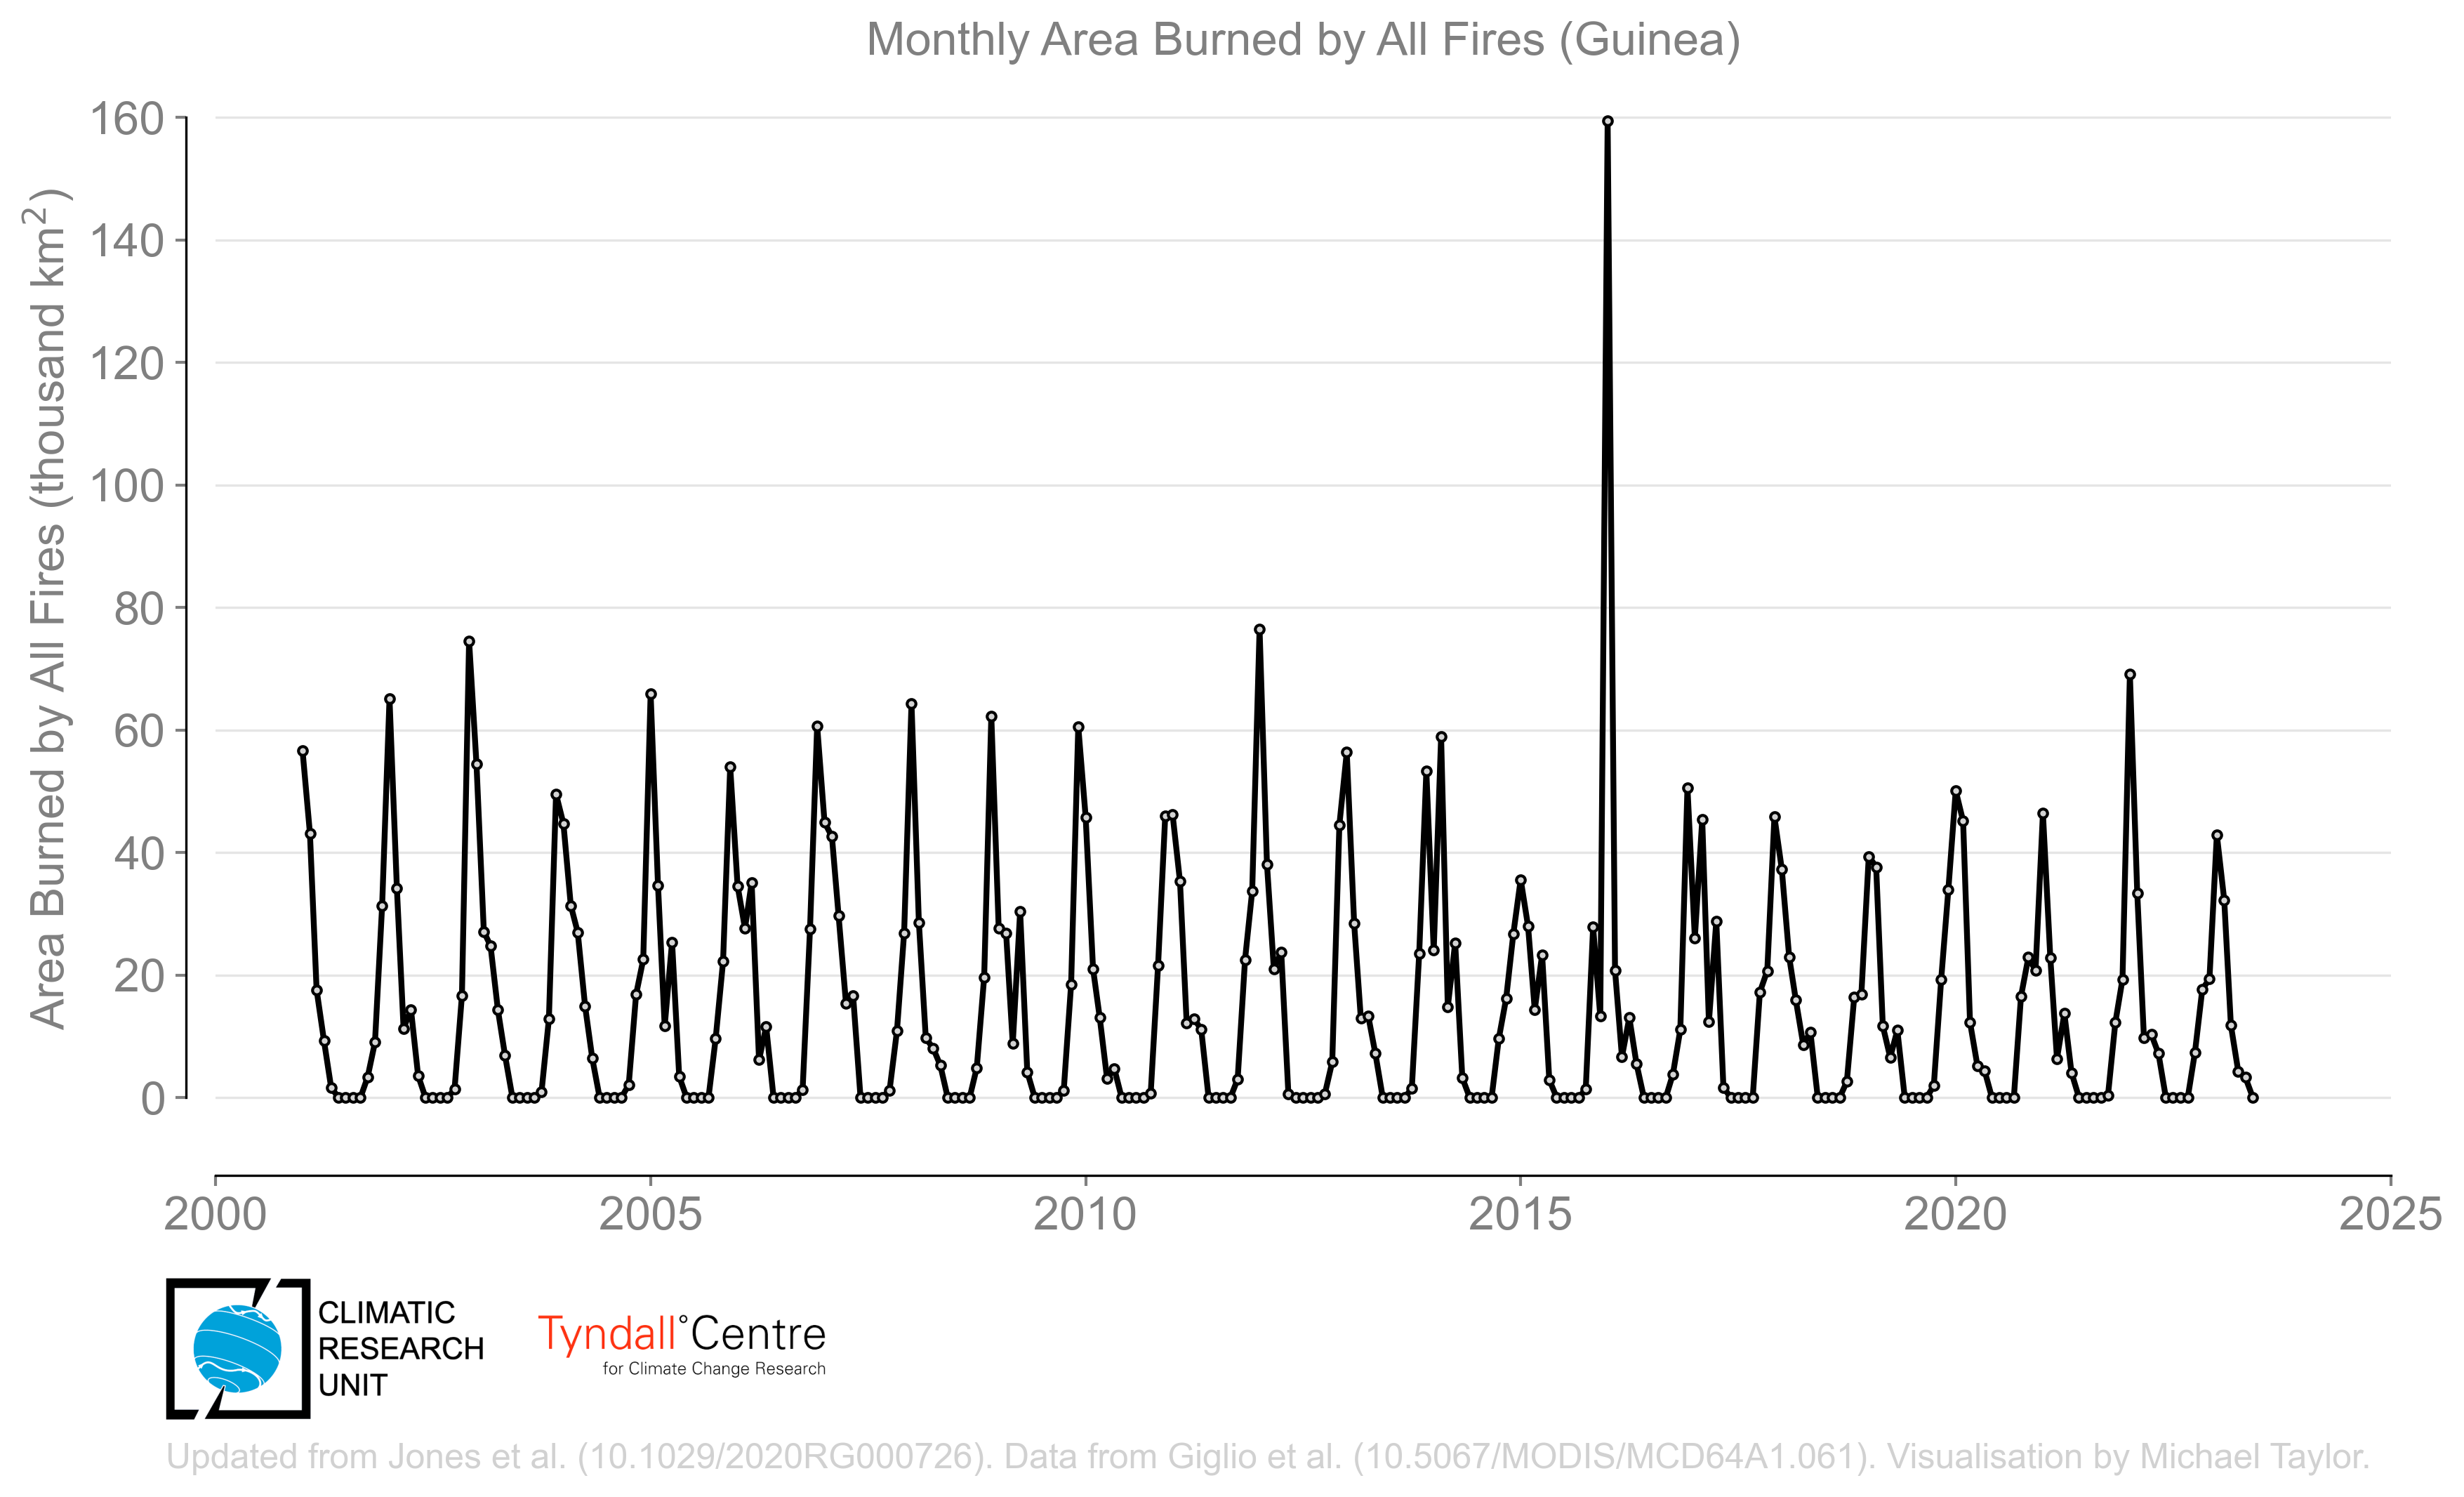 Monthly Area Burned by All Fires (Guinea)
Area Burned by All Fires (thousand km²)
160
140
120
100
80
60
40
20
0
2000 2005 2010 2015 2020 2025
CLIMATIC
RESEARCH
UNIT
Tyndall°Centre
for Climate Change Research
Updated from Jones et al. (10.1029/2020RG000726). Data from Giglio et al. (10.5067/MODIS/MCD64A1.061). Visualisation by Michael Taylor.